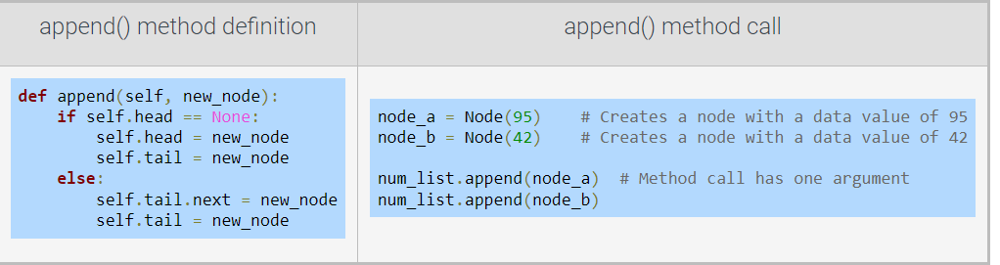 append() method definition
append() method call
def append(self, new_node):
    if self.head == None:
        self.head = new_node
        self.tail = new_node
    else:
        self.tail.next = new_node
        self.tail = new_node
node_a = Node(95)    # Creates a node with a data value of 95
node_b = Node(42)    # Creates a node with a data value of 42
num_list.append(node_a)  # Method call has one argument
num_list.append(node_b)